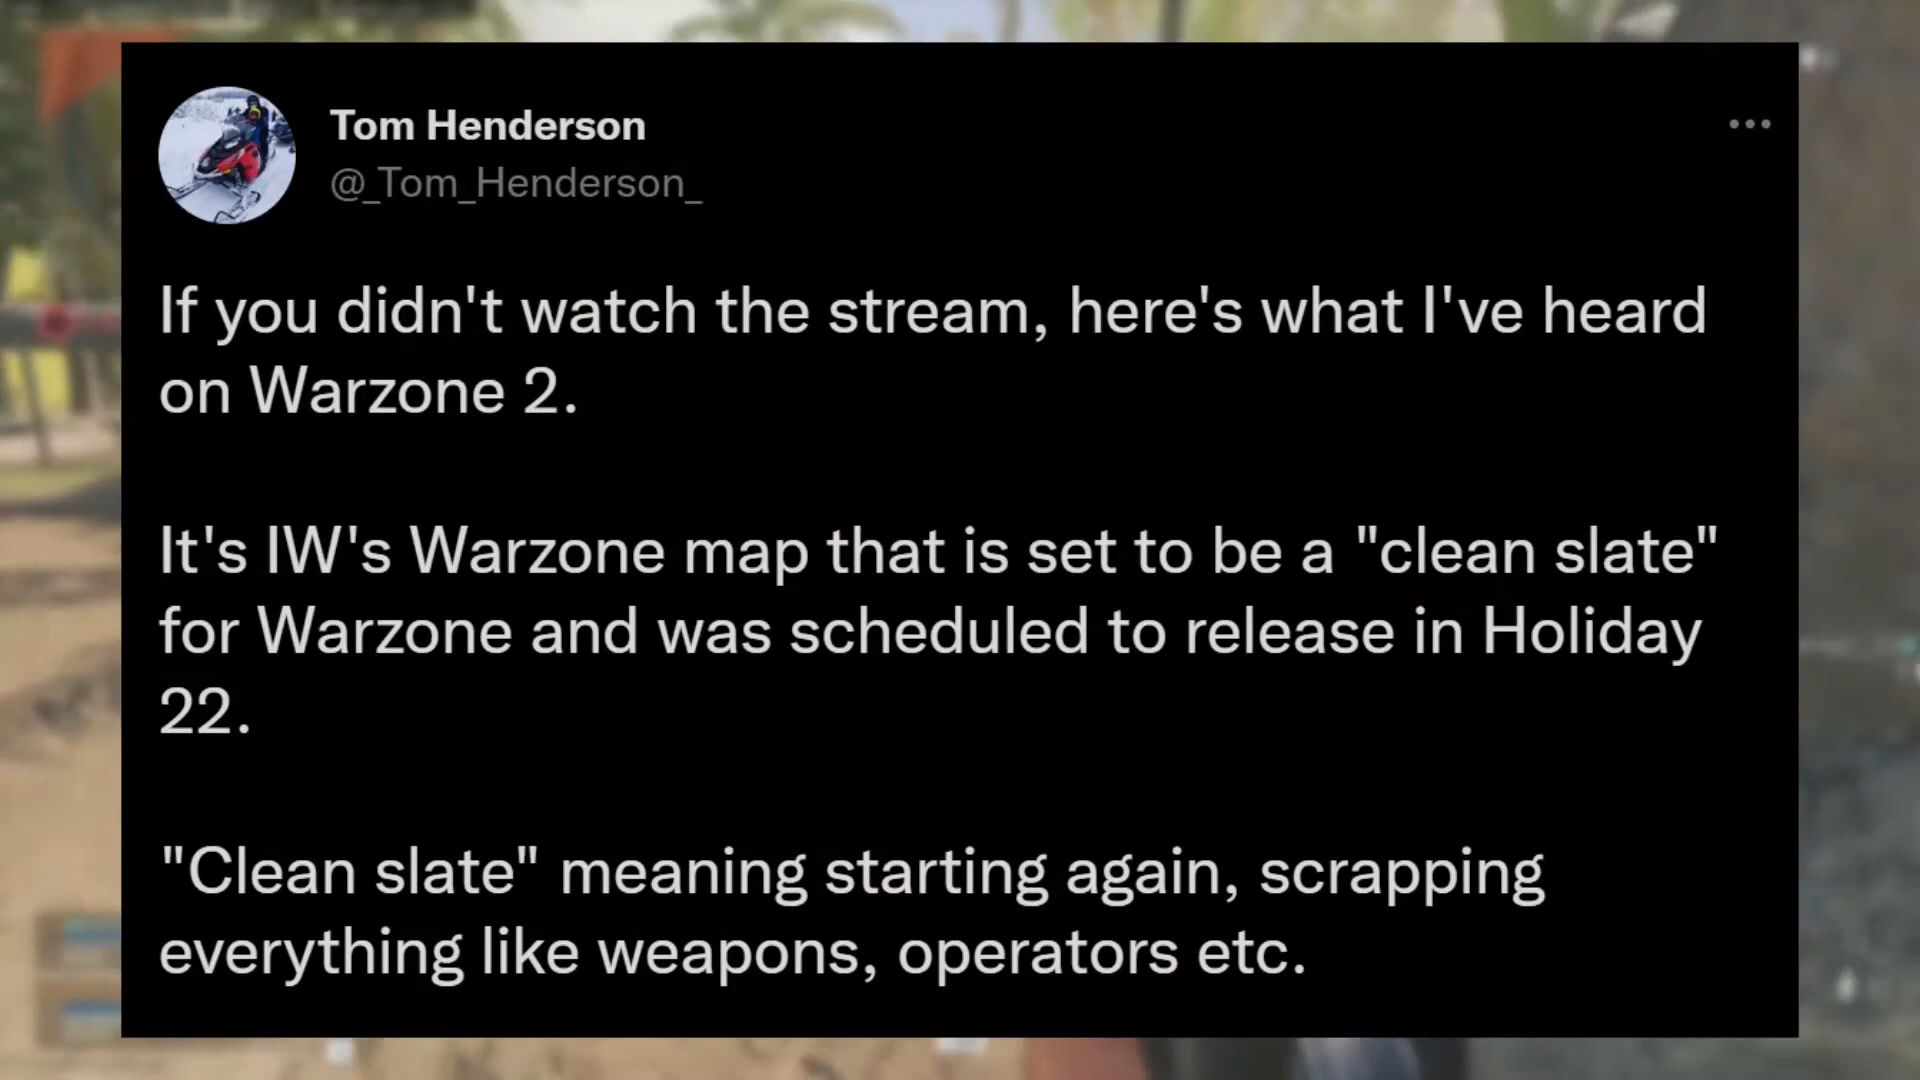 Tom Henderson
@_Tom_Henderson_
If you didn't watch the stream, here's what I've heard
on Warzone 2.
It's IW's Warzone map that is set to be a "clean slate"
for Warzone and was scheduled to release in Holiday
22.
"Clean slate" meaning starting again, scrapping
everything like weapons, operators etc.